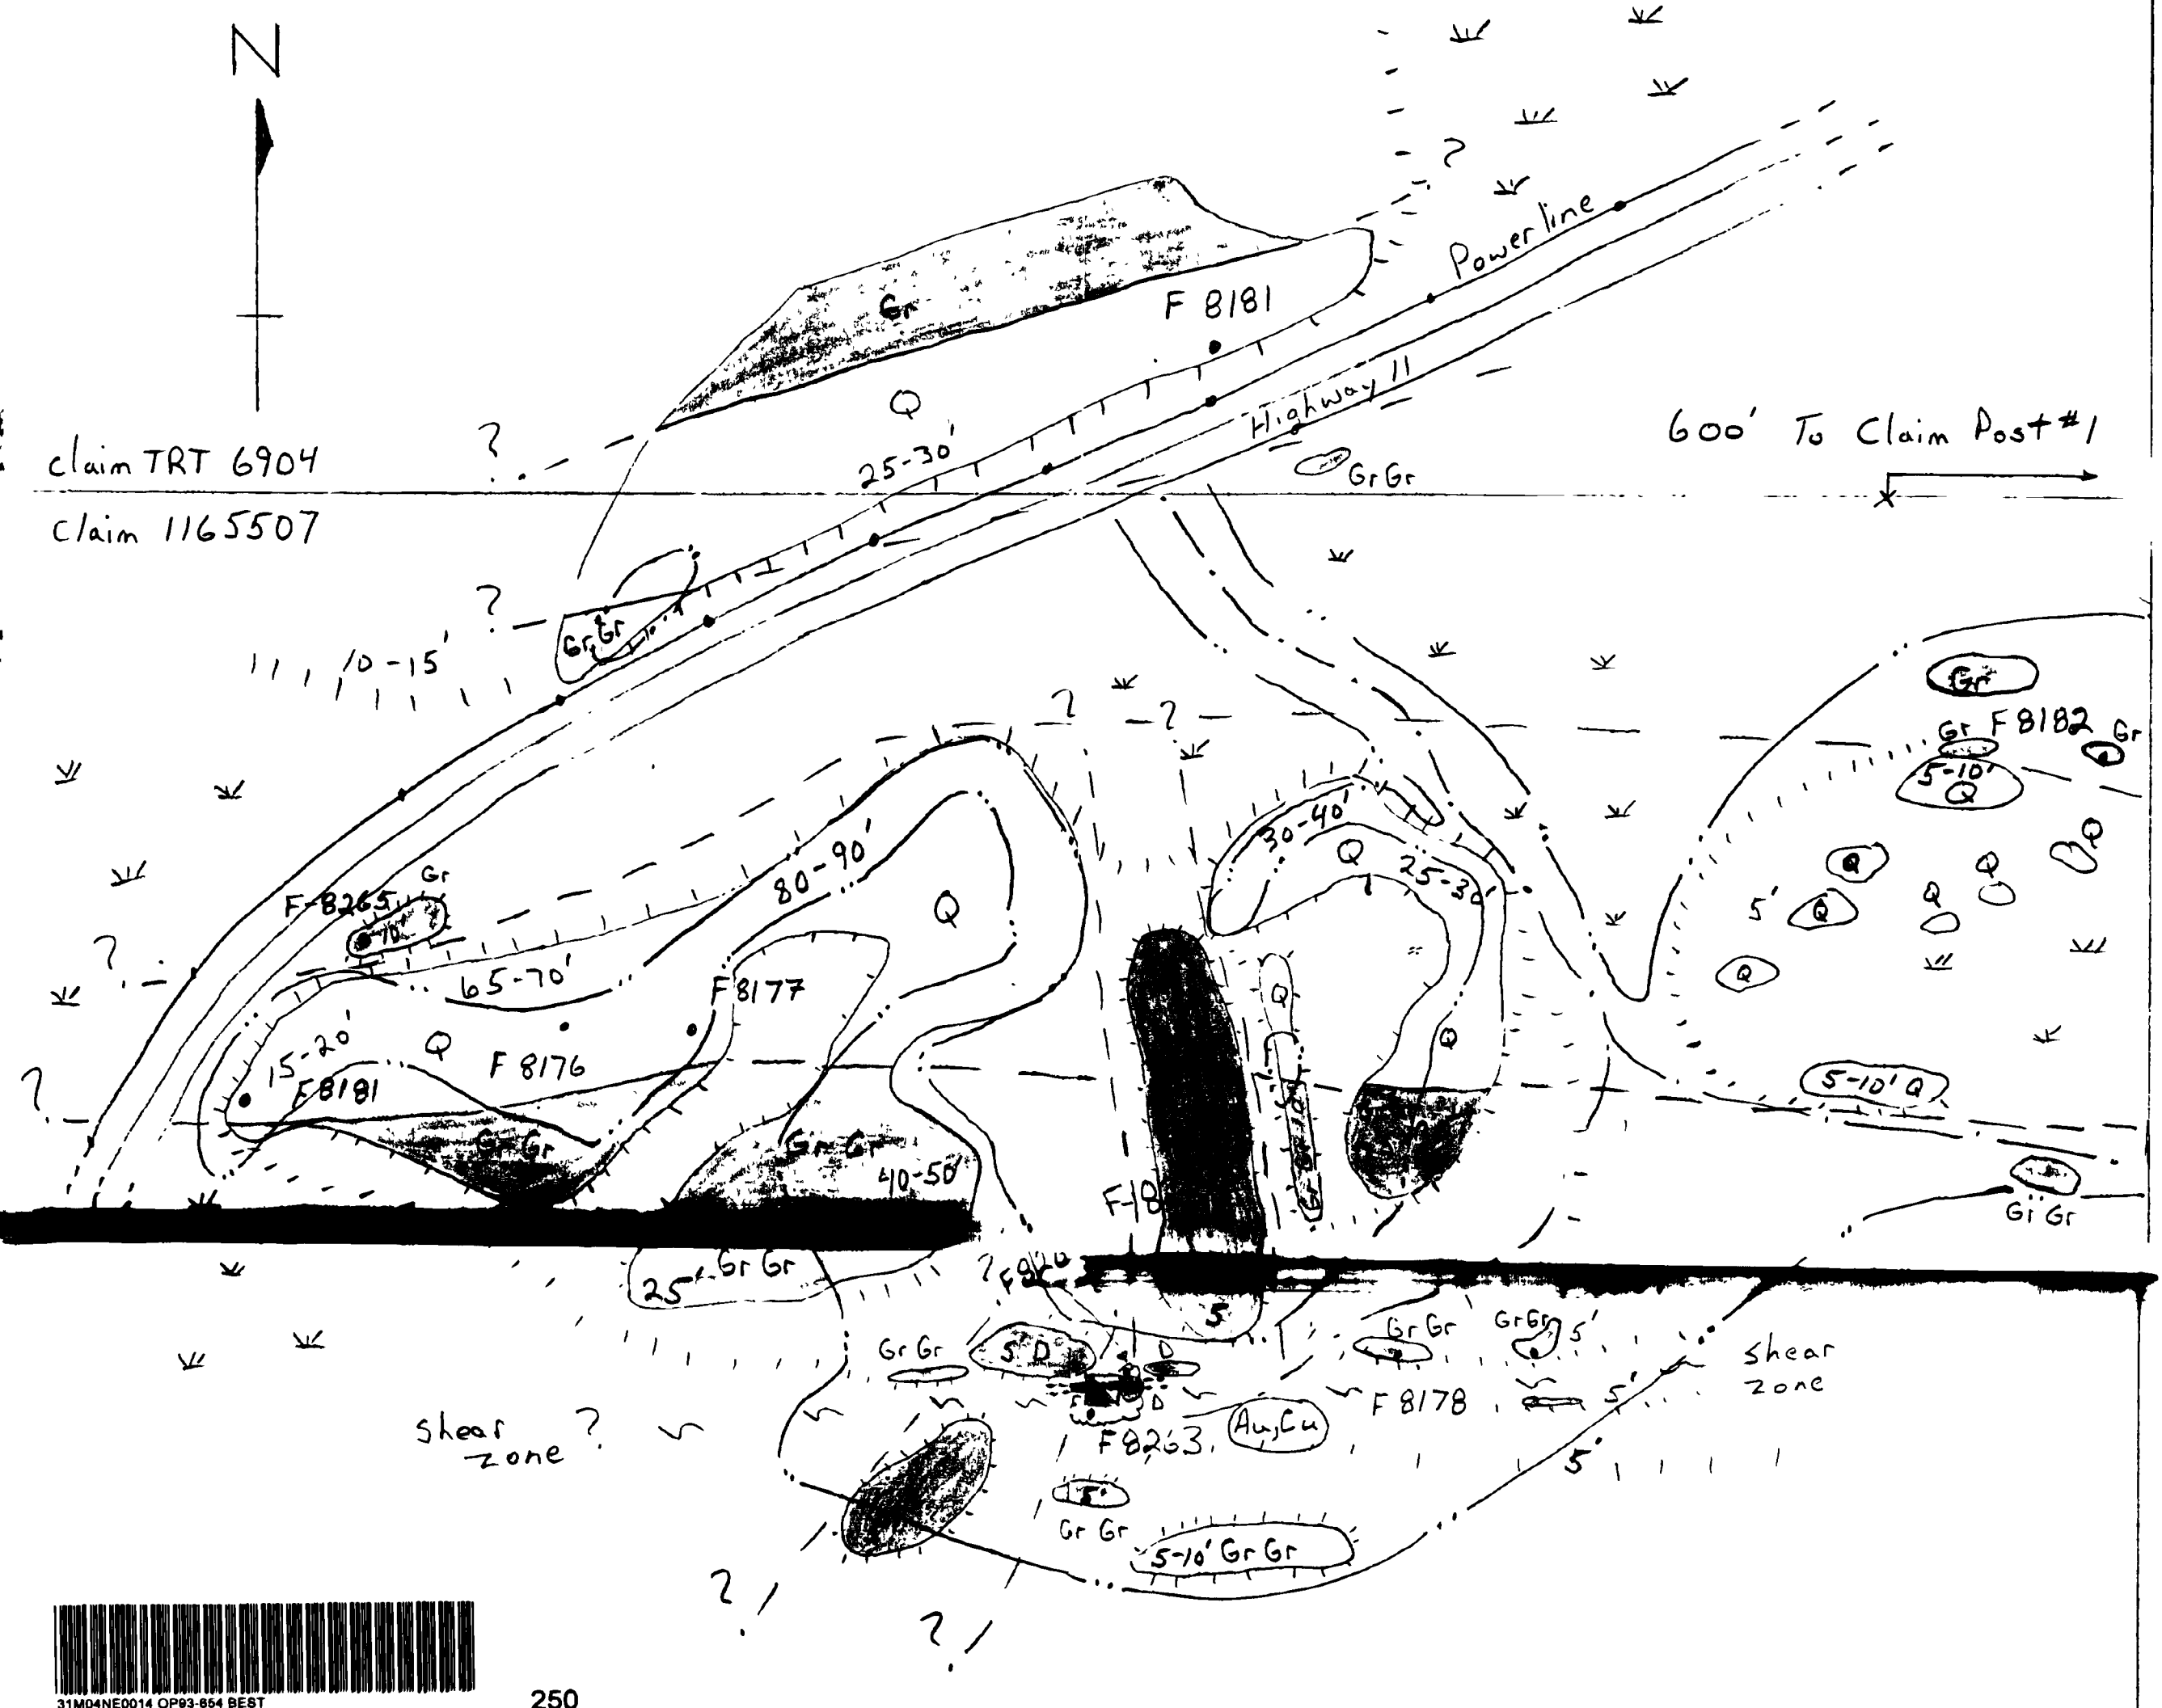 N
?
Power line
Gr
F 8181
Q
Highway 11
600' To Claim Post #1
?
claim TRT 6904
25-30'
Gr Gr
Claim 1165507
?
Gr Gr
10-15'
Gr
?
?
Gr F 8182 Gr
5-10'
Q
80-90'
30-40'
Q
25-30'
Q
Q
Q
Gr
F-8265
10'
Q
Q
5'
Q
?
65-70'
F 8177
Q
Q
15-20'
Q
F 8176
Q
?
F 8181
5-10' Q
Gr Gr
Gr Gr
40-50'
Gr Gr
25'
Gr Gr
?
5
Gr Gr
5' D
D
Gr Gr
Gr Gr
5'
shear
zone
D
F 8178
5'
shear
zone ?
F 8263
Au, Cu
5'
5'
Gr Gr
5-10' Gr Gr
?
?
31M04NE0014 OP93-654 BEST
250